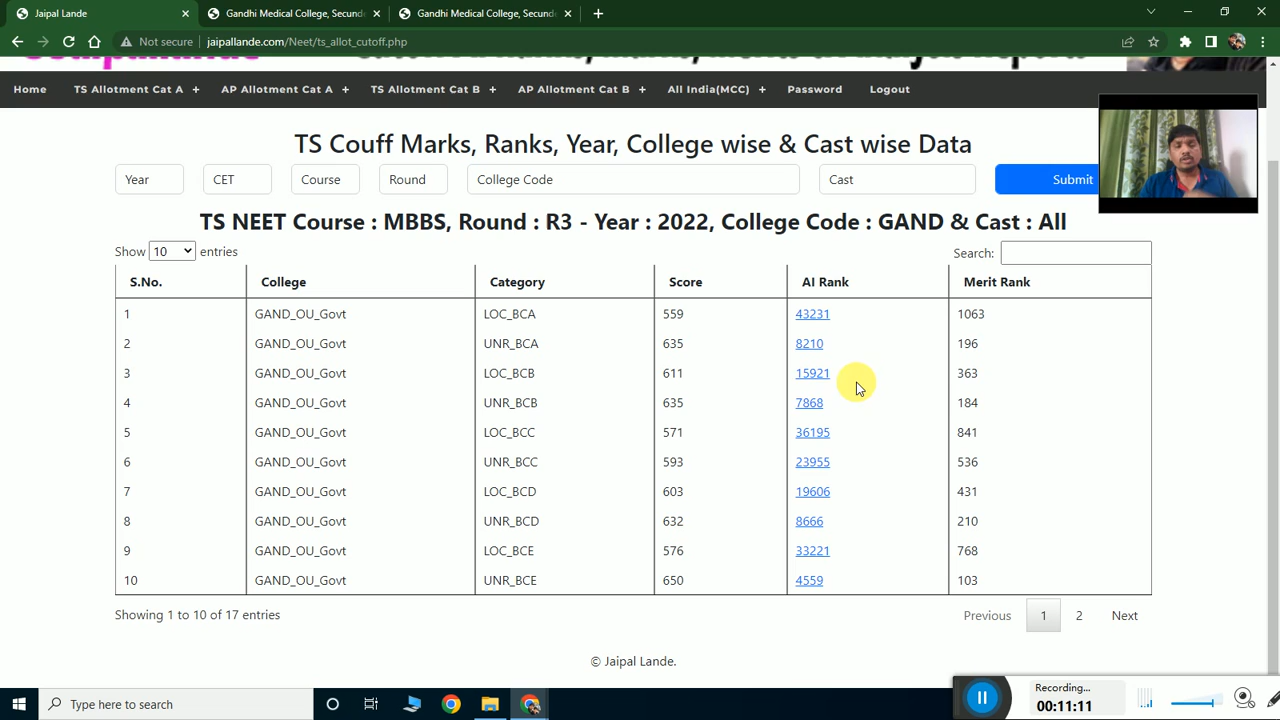 Jaipal Lande
Gandhi Medical College, Secund
Gandhi Medical College, Secund
Not secure
jaipallande.com/Neet/ts_allot_cutoff.php
Home TS Allotment Cat A + AP Allotment Cat A + TS Allotment Cat B + AP Allotment Cat B + All India(MCC) + Password Logout
TS Couff Marks, Ranks, Year, College wise & Cast wise Data
Year CET Course Round College Code Cast Submit
TS NEET Course : MBBS, Round : R3 - Year : 2022, College Code : GAND & Cast : All
Show 10 entries Search:
S.No. College Category Score AI Rank Merit Rank
1 GAND_OU_Govt LOC_BCA 559 43231 1063
2 GAND_OU_Govt UNR_BCA 635 8210 196
3 GAND_OU_Govt LOC_BCB 611 15921 363
4 GAND_OU_Govt UNR_BCB 635 7868 184
5 GAND_OU_Govt LOC_BCC 571 36195 841
6 GAND_OU_Govt UNR_BCC 593 23955 536
7 GAND_OU_Govt LOC_BCD 603 19606 431
8 GAND_OU_Govt UNR_BCD 632 8666 210
9 GAND_OU_Govt LOC_BCE 576 33221 768
10 GAND_OU_Govt UNR_BCE 650 4559 103
Showing 1 to 10 of 17 entries Previous 1 2 Next
© Jaipal Lande.
Type here to search
Recording...
00:11:11